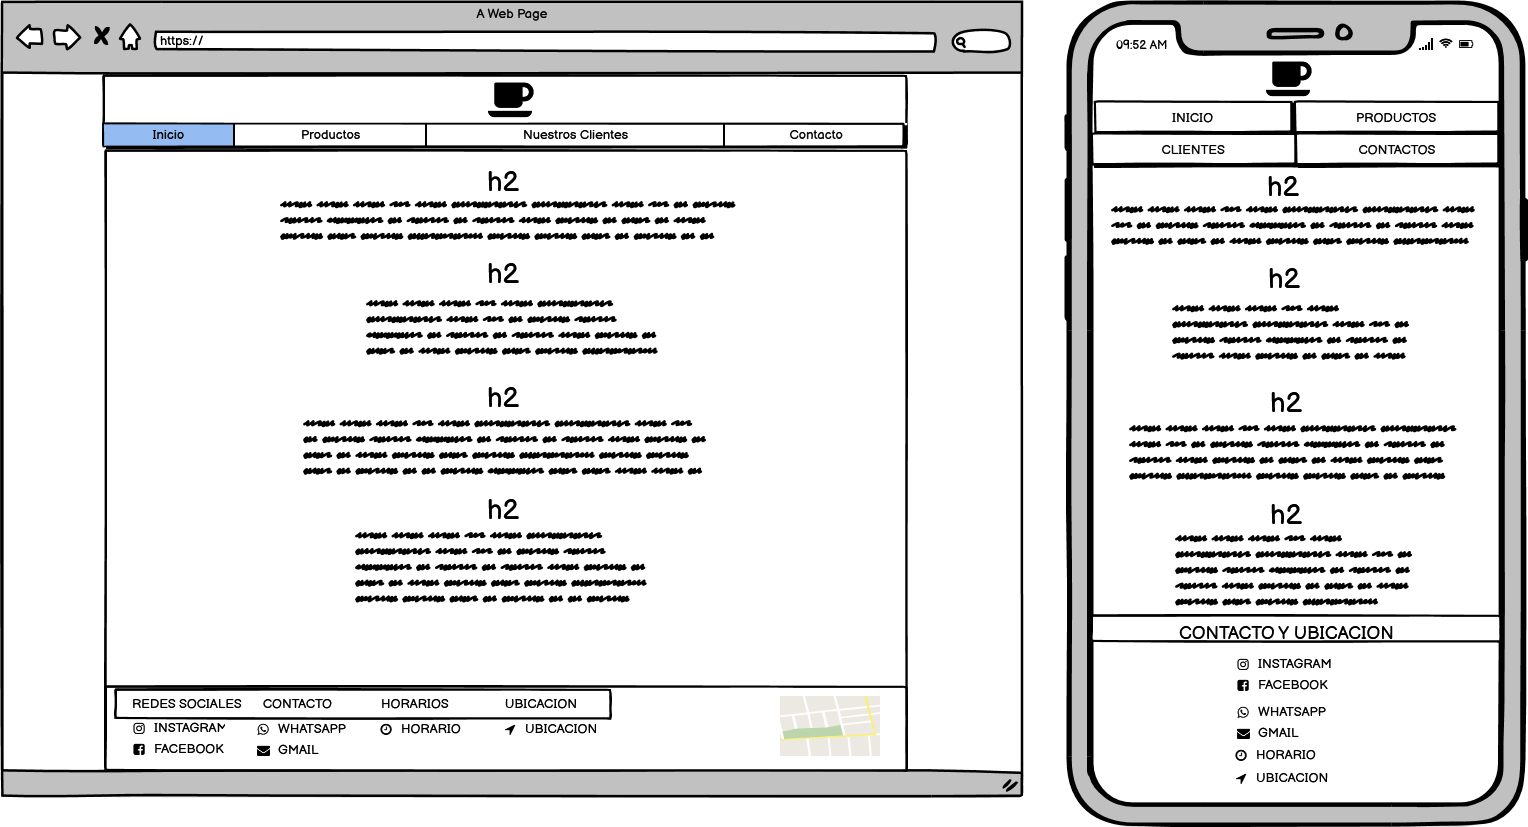 A Web Page
https://
Inicio Productos Nuestros Clientes Contacto
h2
h2
h2
h2
REDES SOCIALES CONTACTO HORARIOS UBICACION
INSTAGRAM WHATSAPP HORARIO UBICACION
FACEBOOK GMAIL
09:52 AM
INICIO PRODUCTOS
CLIENTES CONTACTOS
h2
h2
h2
h2
CONTACTO Y UBICACION
INSTAGRAM
FACEBOOK
WHATSAPP
GMAIL
HORARIO
UBICACION